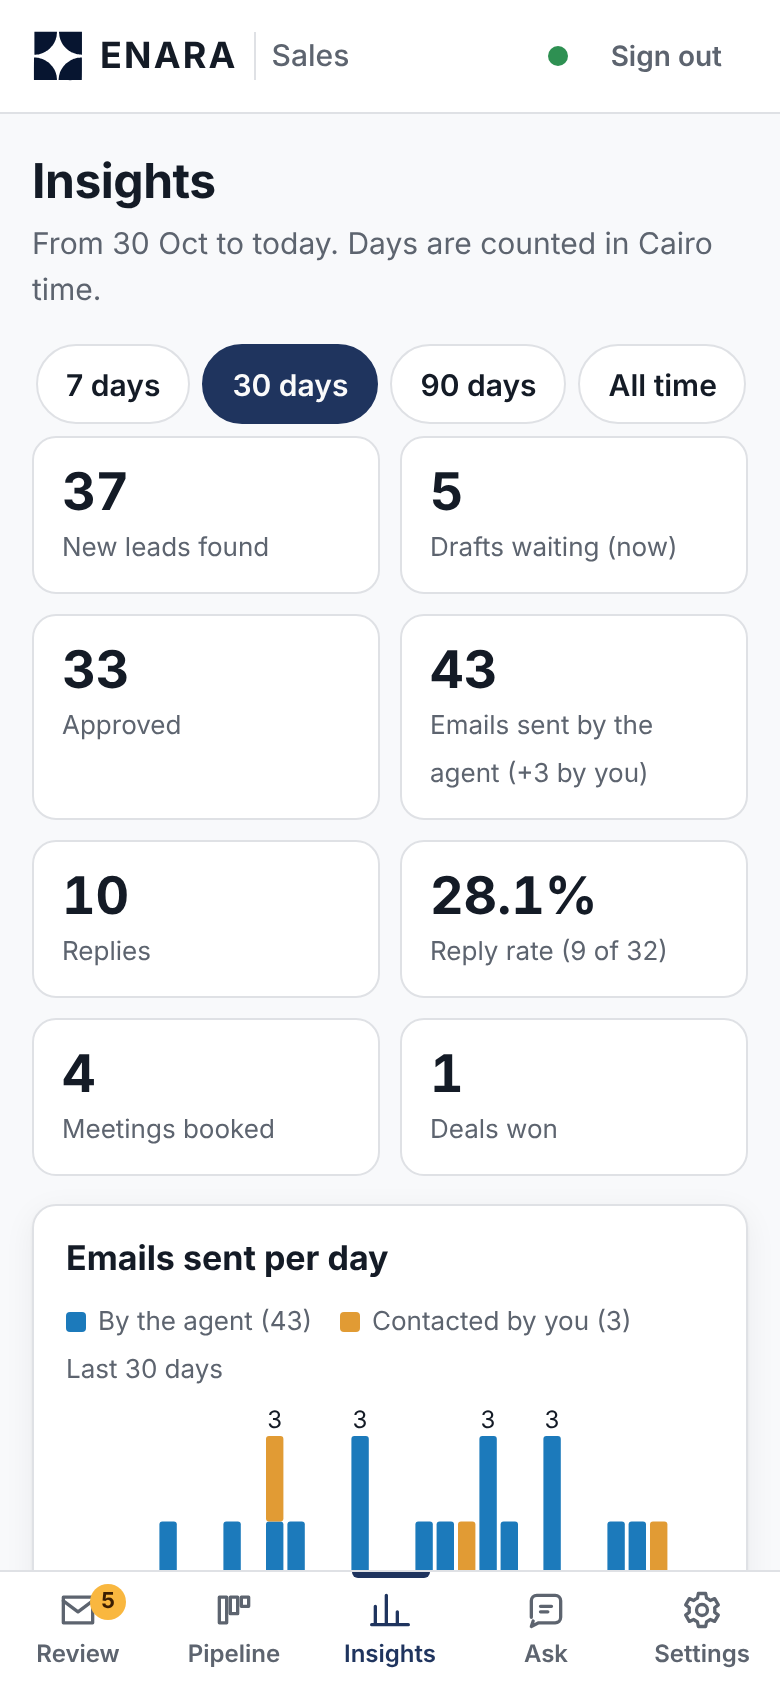 ENARA
Sales
Sign out
Insights
From 30 Oct to today. Days are counted in Cairo
time.
7 days
30 days
90 days
All time
37
New leads found
5
Drafts waiting (now)
33
Approved
43
Emails sent by the
agent (+3 by you)
10
Replies
28.1%
Reply rate (9 of 32)
4
Meetings booked
1
Deals won
Emails sent per day
By the agent (43)
Contacted by you (3)
Last 30 days
3
3
3
3
5
Review
Pipeline
Insights
Ask
Settings